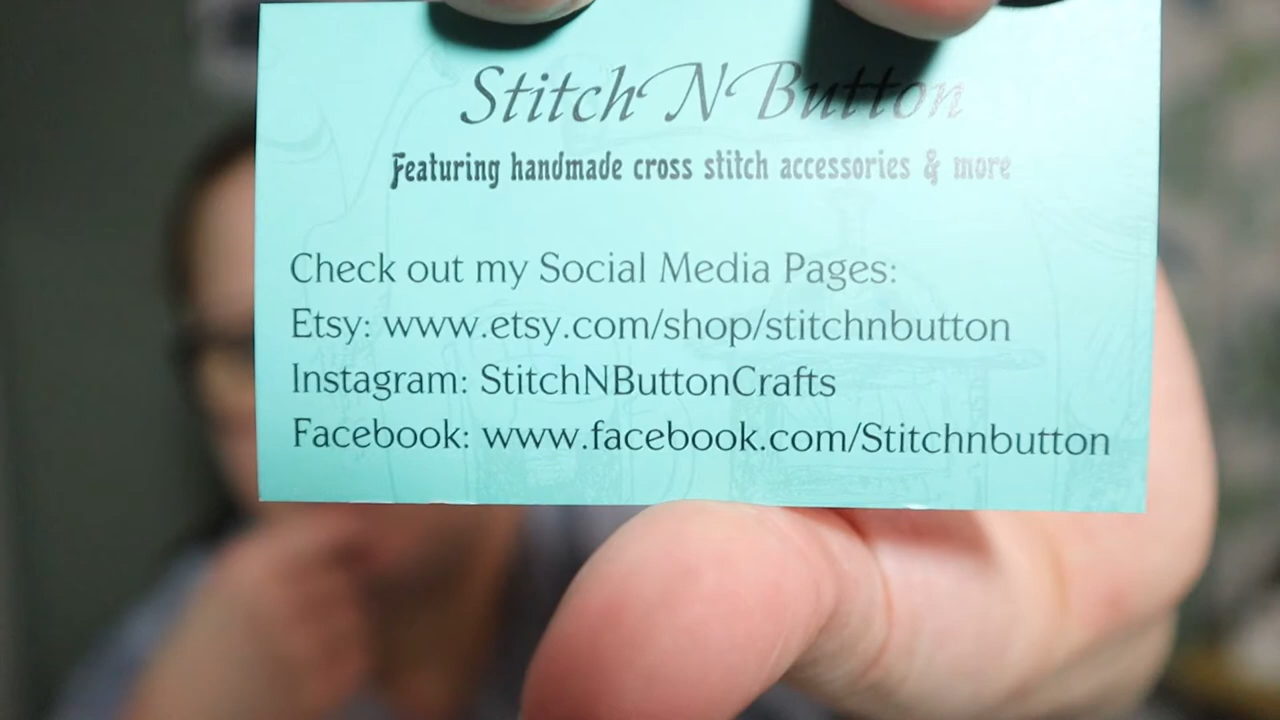 Stitch N Button
Featuring handmade cross stitch accessories & more
Check out my Social Media Pages:
Etsy: www.etsy.com/shop/stitchnbutton
Instagram: StitchNButtonCrafts
Facebook: www.facebook.com/Stitchnbutton